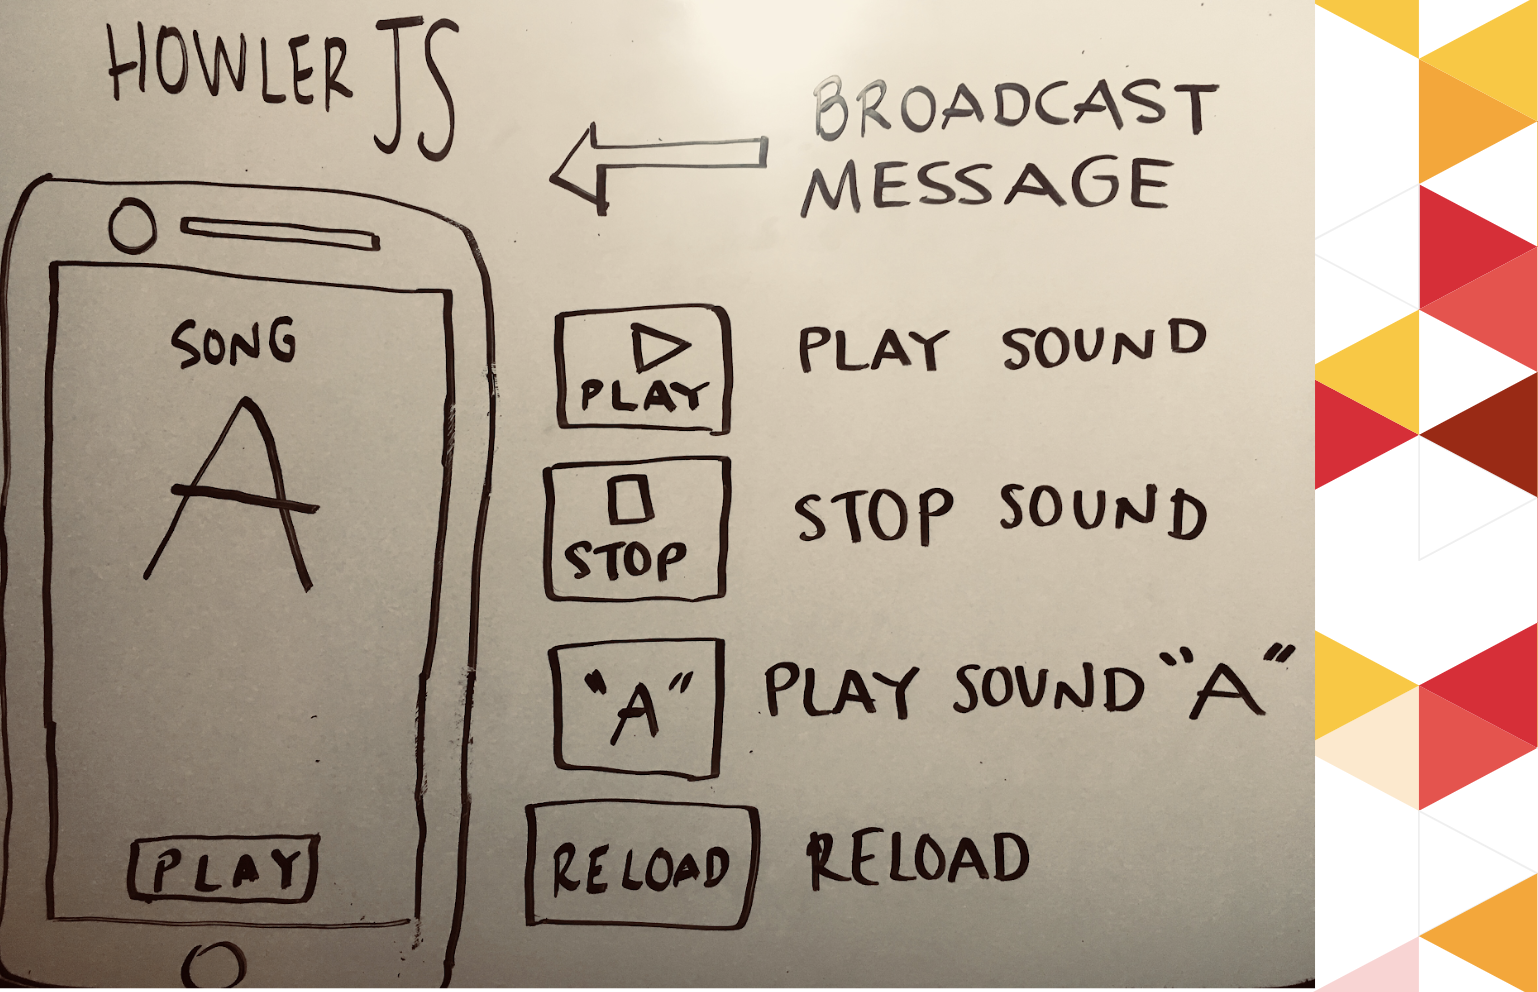 HOWLER JS
BROADCAST
MESSAGE
SONG
A
PLAY
PLAY
PLAY SOUND
STOP
STOP SOUND
"A"
PLAY SOUND "A"
RELOAD
RELOAD